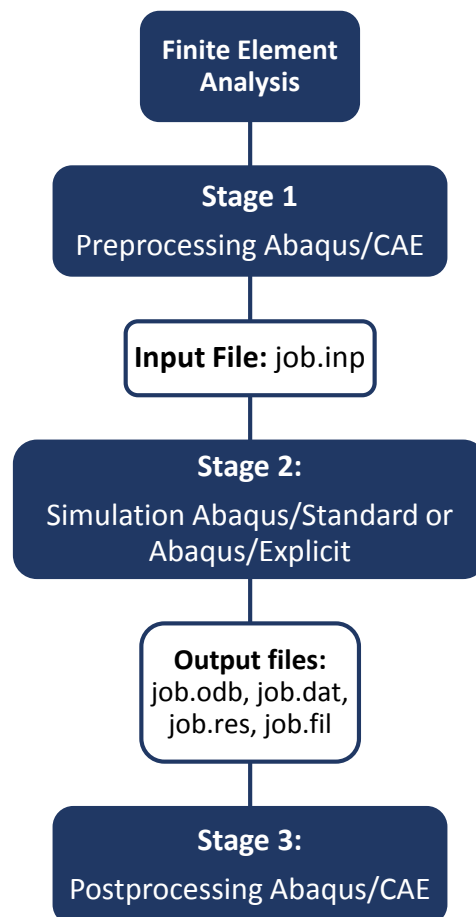 Finite Element
Analysis
Stage 1
Preprocessing Abaqus/CAE
Input File: job.inp
Stage 2:
Simulation Abaqus/Standard or
Abaqus/Explicit
Output files:
job.odb, job.dat,
job.res, job.fil
Stage 3:
Postprocessing Abaqus/CAE